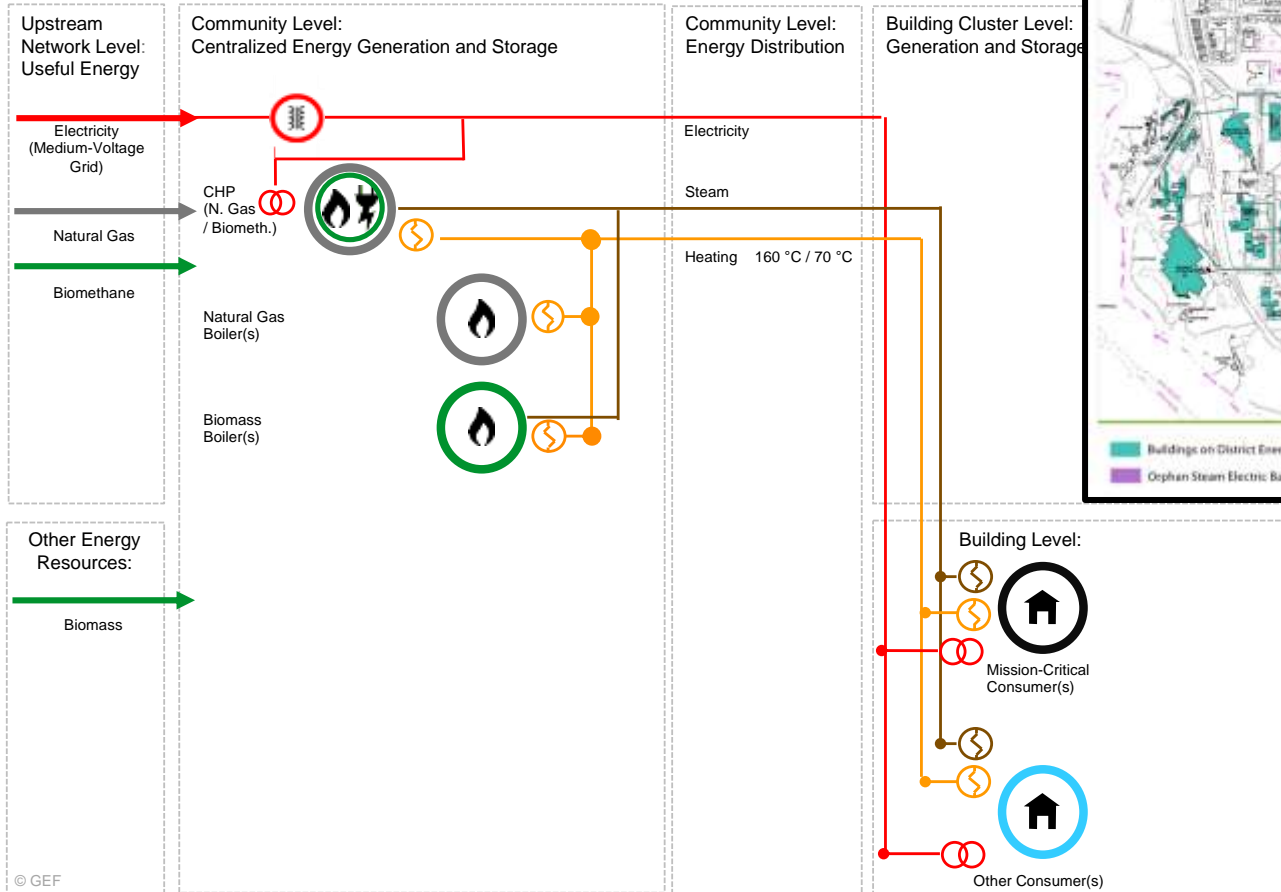 Upstream
Network Level:
Useful Energy
Community Level:
Centralized Energy Generation and Storage
Community Level:
Energy Distribution
Building Cluster Level:
Generation and Storage
Electricity
(Medium-Voltage
Grid)
Natural Gas
Biomethane
CHP
(N. Gas
/ Biometh.)
Natural Gas
Boiler(s)
Biomass
Boiler(s)
Electricity
Steam
Heating 160 °C / 70 °C
Buildings on District
Orphan Steam Electric
Other Energy
Resources:
Biomass
Building Level:
Mission-Critical
Consumer(s)
Other Consumer(s)
© GEF